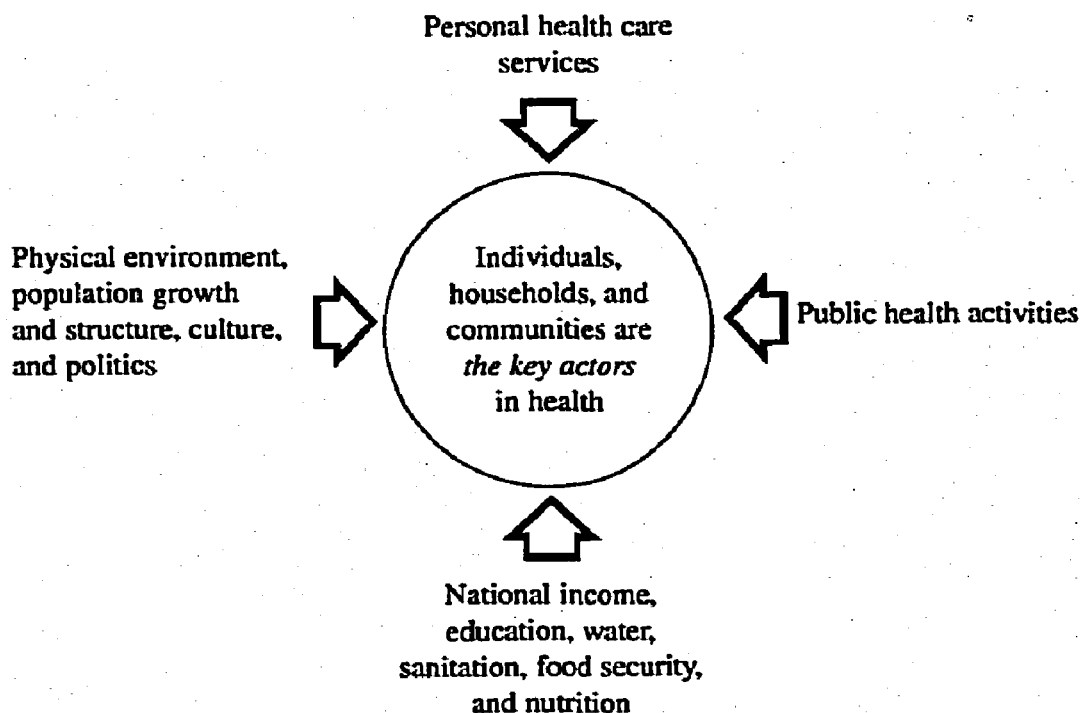 Personal health care
services
Physical environment,
population growth
and structure, culture,
and politics
Individuals,
households, and
communities are
the key actors
in health
Public health activities
National income,
education, water,
sanitation, food security,
and nutrition